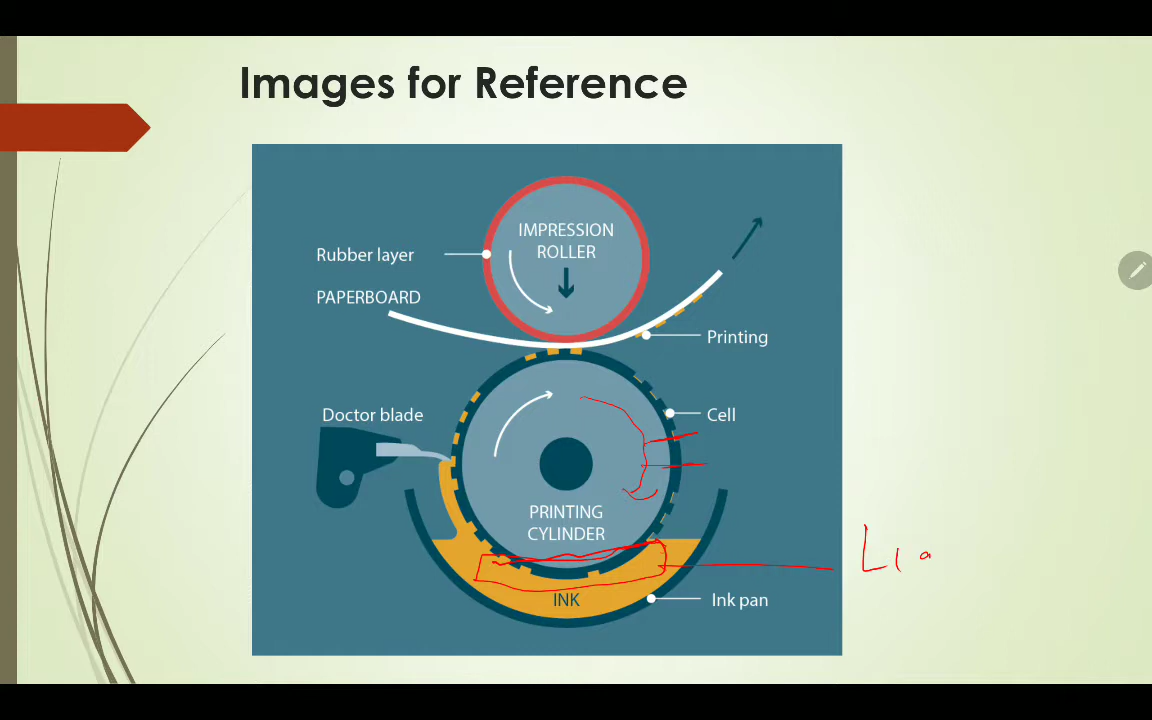 Images for Reference
IMPRESSION
ROLLER
Rubber layer
PAPERBOARD
Printing
Doctor blade
Cell
PRINTING
CYLINDER
INK
Ink pan